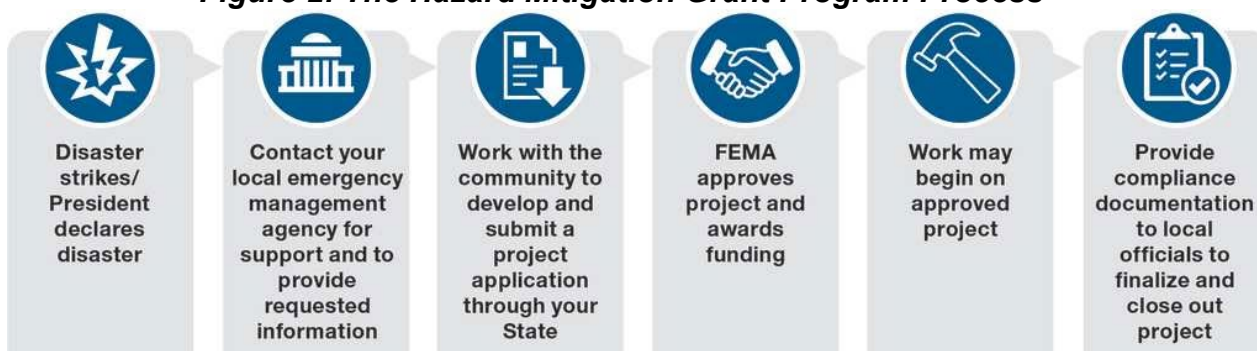 Figure 2. The Hazard Mitigation Grant Program Process
Disaster
strikes/
President
declares
disaster
Contact your
local emergency
management
agency for
support and to
provide
requested
information
Work with the
community to
develop and
submit a
project
application
through your
State
FEMA
approves
project and
awards
funding
Work may
begin on
approved
project
Provide
compliance
documentation
to local
officials to
finalize and
close out
project